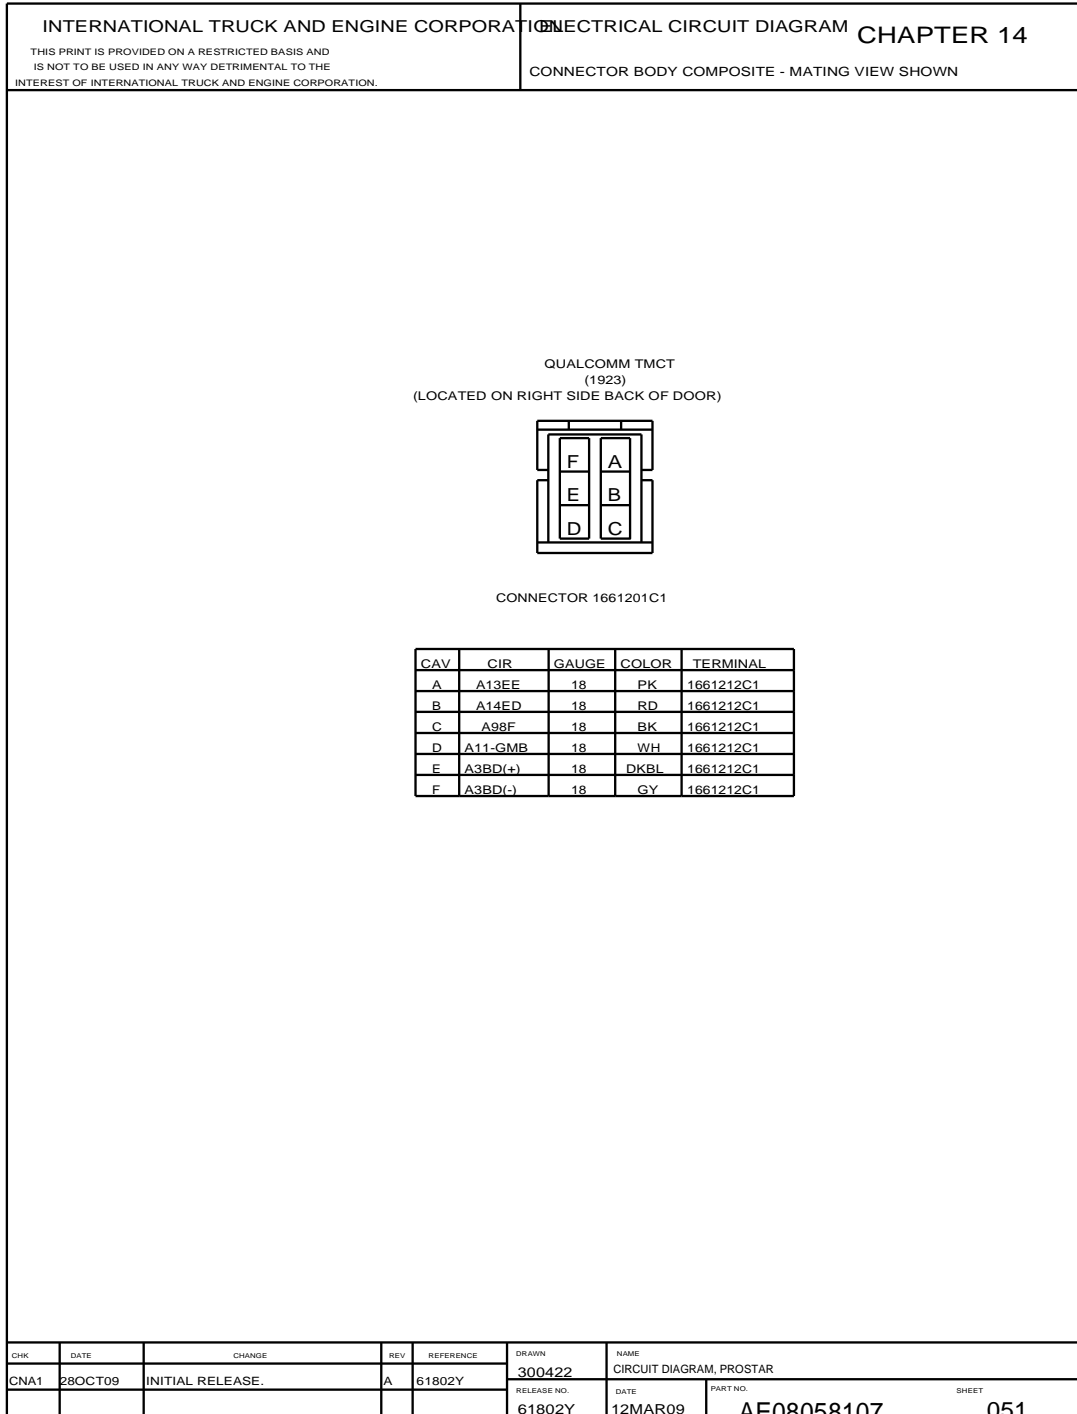 INTERNATIONAL TRUCK AND ENGINE CORPORATION
THIS PRINT IS PROVIDED ON A RESTRICTED BASIS AND
IS NOT TO BE USED IN ANY WAY DETRIMENTAL TO THE
INTEREST OF INTERNATIONAL TRUCK AND ENGINE CORPORATION.
ELECTRICAL CIRCUIT DIAGRAM CHAPTER 14
CONNECTOR BODY COMPOSITE - MATING VIEW SHOWN
QUALCOMM TMCT
(1923)
(LOCATED ON RIGHT SIDE BACK OF DOOR)
F A
E B
D C
CONNECTOR 1661201C1
CAV CIR GAUGE COLOR TERMINAL
A A13EE 18 PK 1661212C1
B A14ED 18 RD 1661212C1
C A98F 18 BK 1661212C1
D A11-GMB 18 WH 1661212C1
E A3BD(+) 18 DKBL 1661212C1
F A3BD(-) 18 GY 1661212C1
CHK DATE CHANGE REV REFERENCE
CNA1 28OCT09 INITIAL RELEASE. A 61802Y
DRAWN
300422
NAME
CIRCUIT DIAGRAM, PROSTAR
RELEASE NO.
61802Y
DATE
12MAR09
PART NO.
AE08058107
SHEET
051